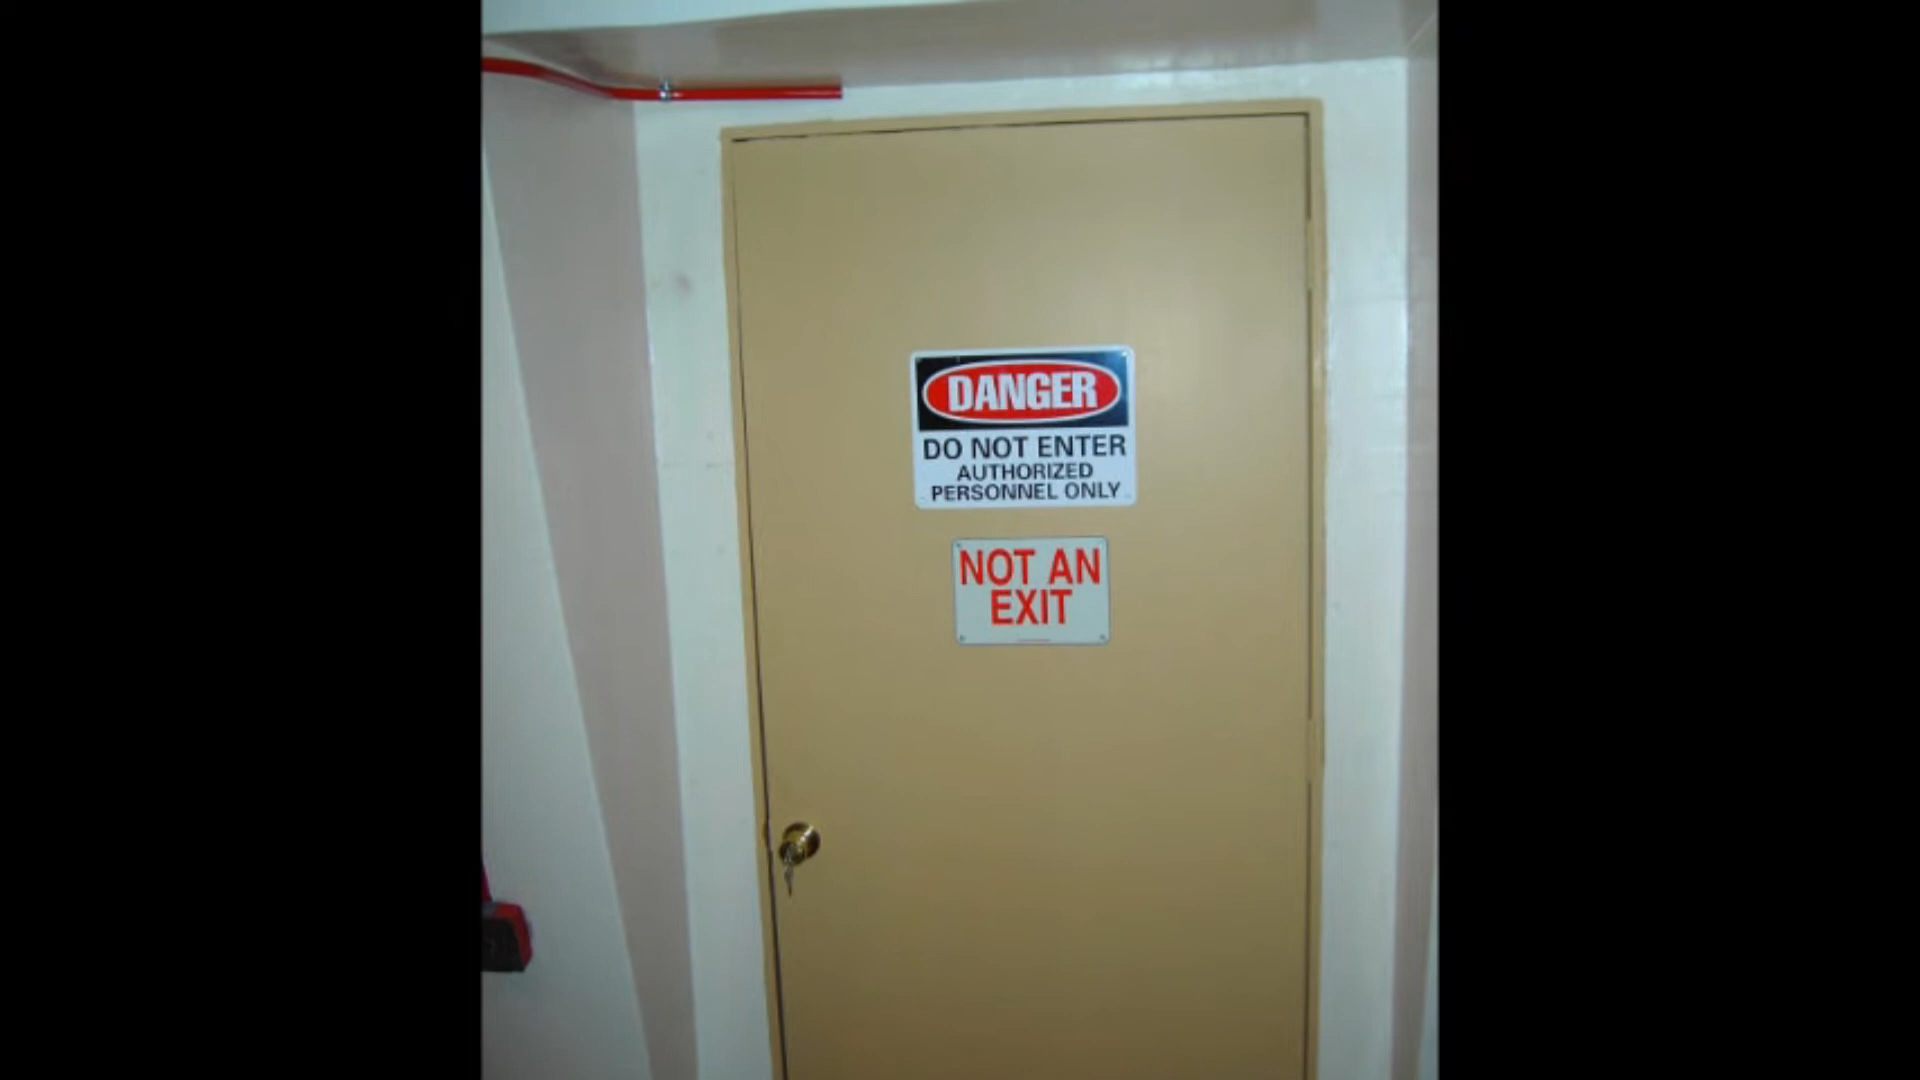 DANGER
DO NOT ENTER
AUTHORIZED
PERSONNEL ONLY
NOT AN
EXIT